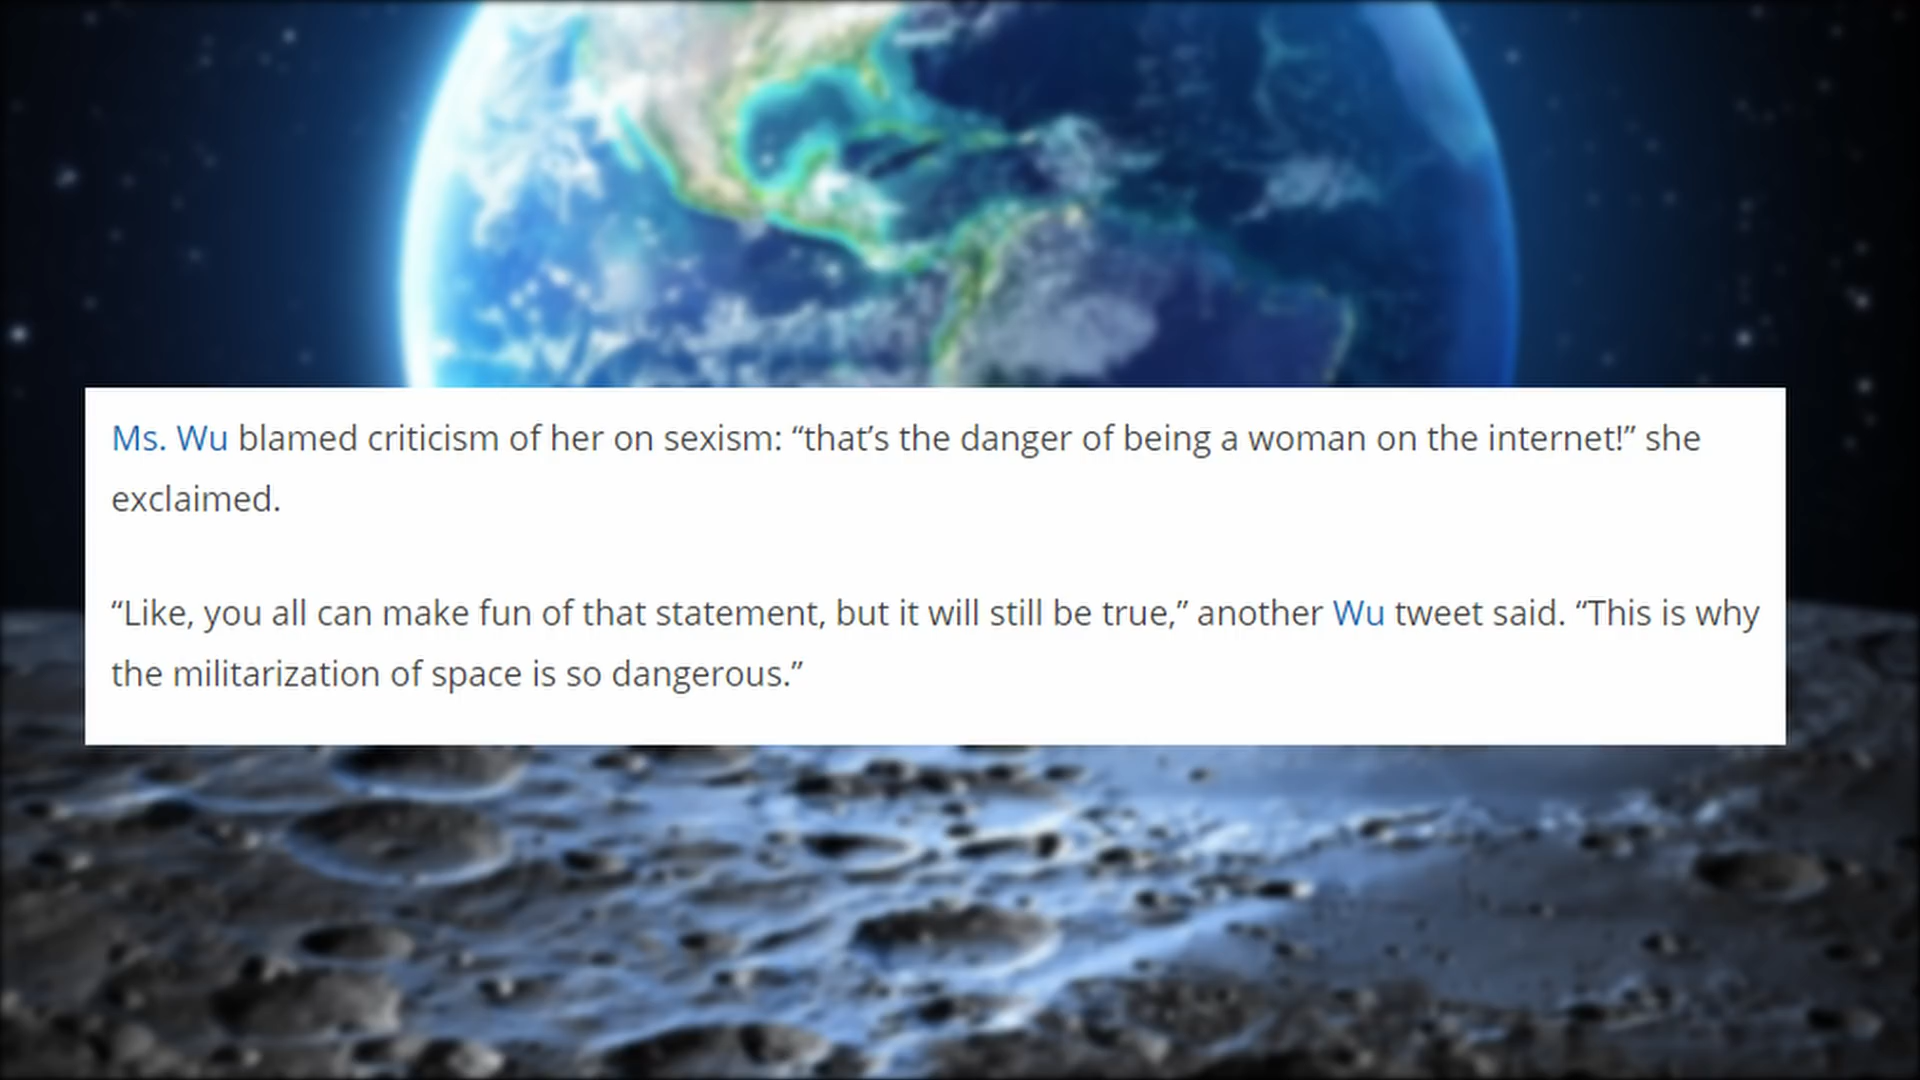 Ms. Wu blamed criticism of her on sexism: “that’s the danger of being a woman on the internet!” she
exclaimed.
“Like, you all can make fun of that statement, but it will still be true,” another Wu tweet said. “This is why
the militarization of space is so dangerous.”